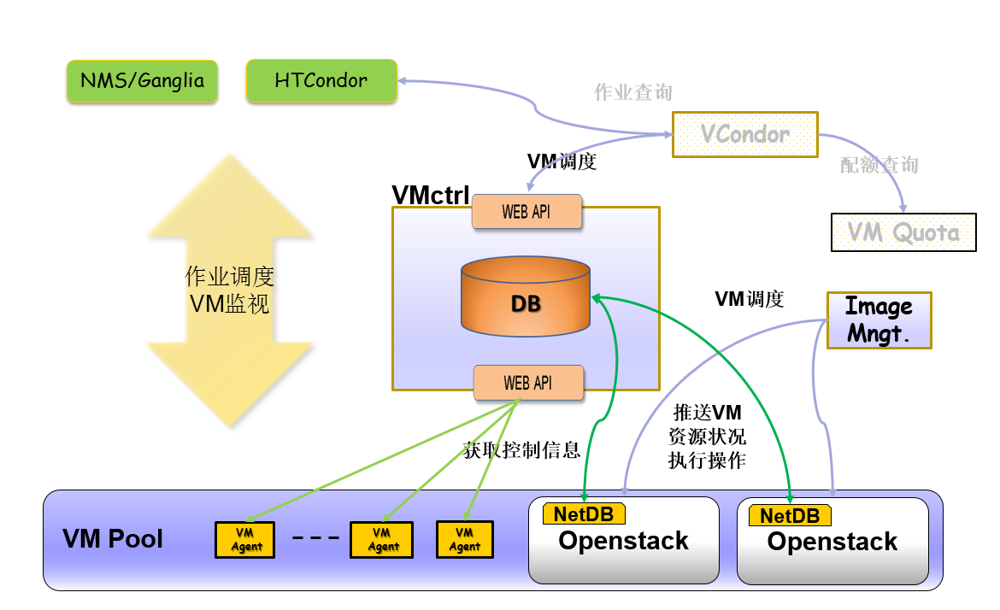 NMS/Ganglia
HTCondor
作业查询
VCondor
VM调度
配额查询
VMctrl
WEB API
VM Quota
作业调度
VM监视
DB
VM调度
Image
Mngt.
WEB API
推送VM
资源状况
执行操作
获取控制信息
VM Pool
VM
Agent
VM
Agent
VM
Agent
NetDB
Openstack
NetDB
Openstack